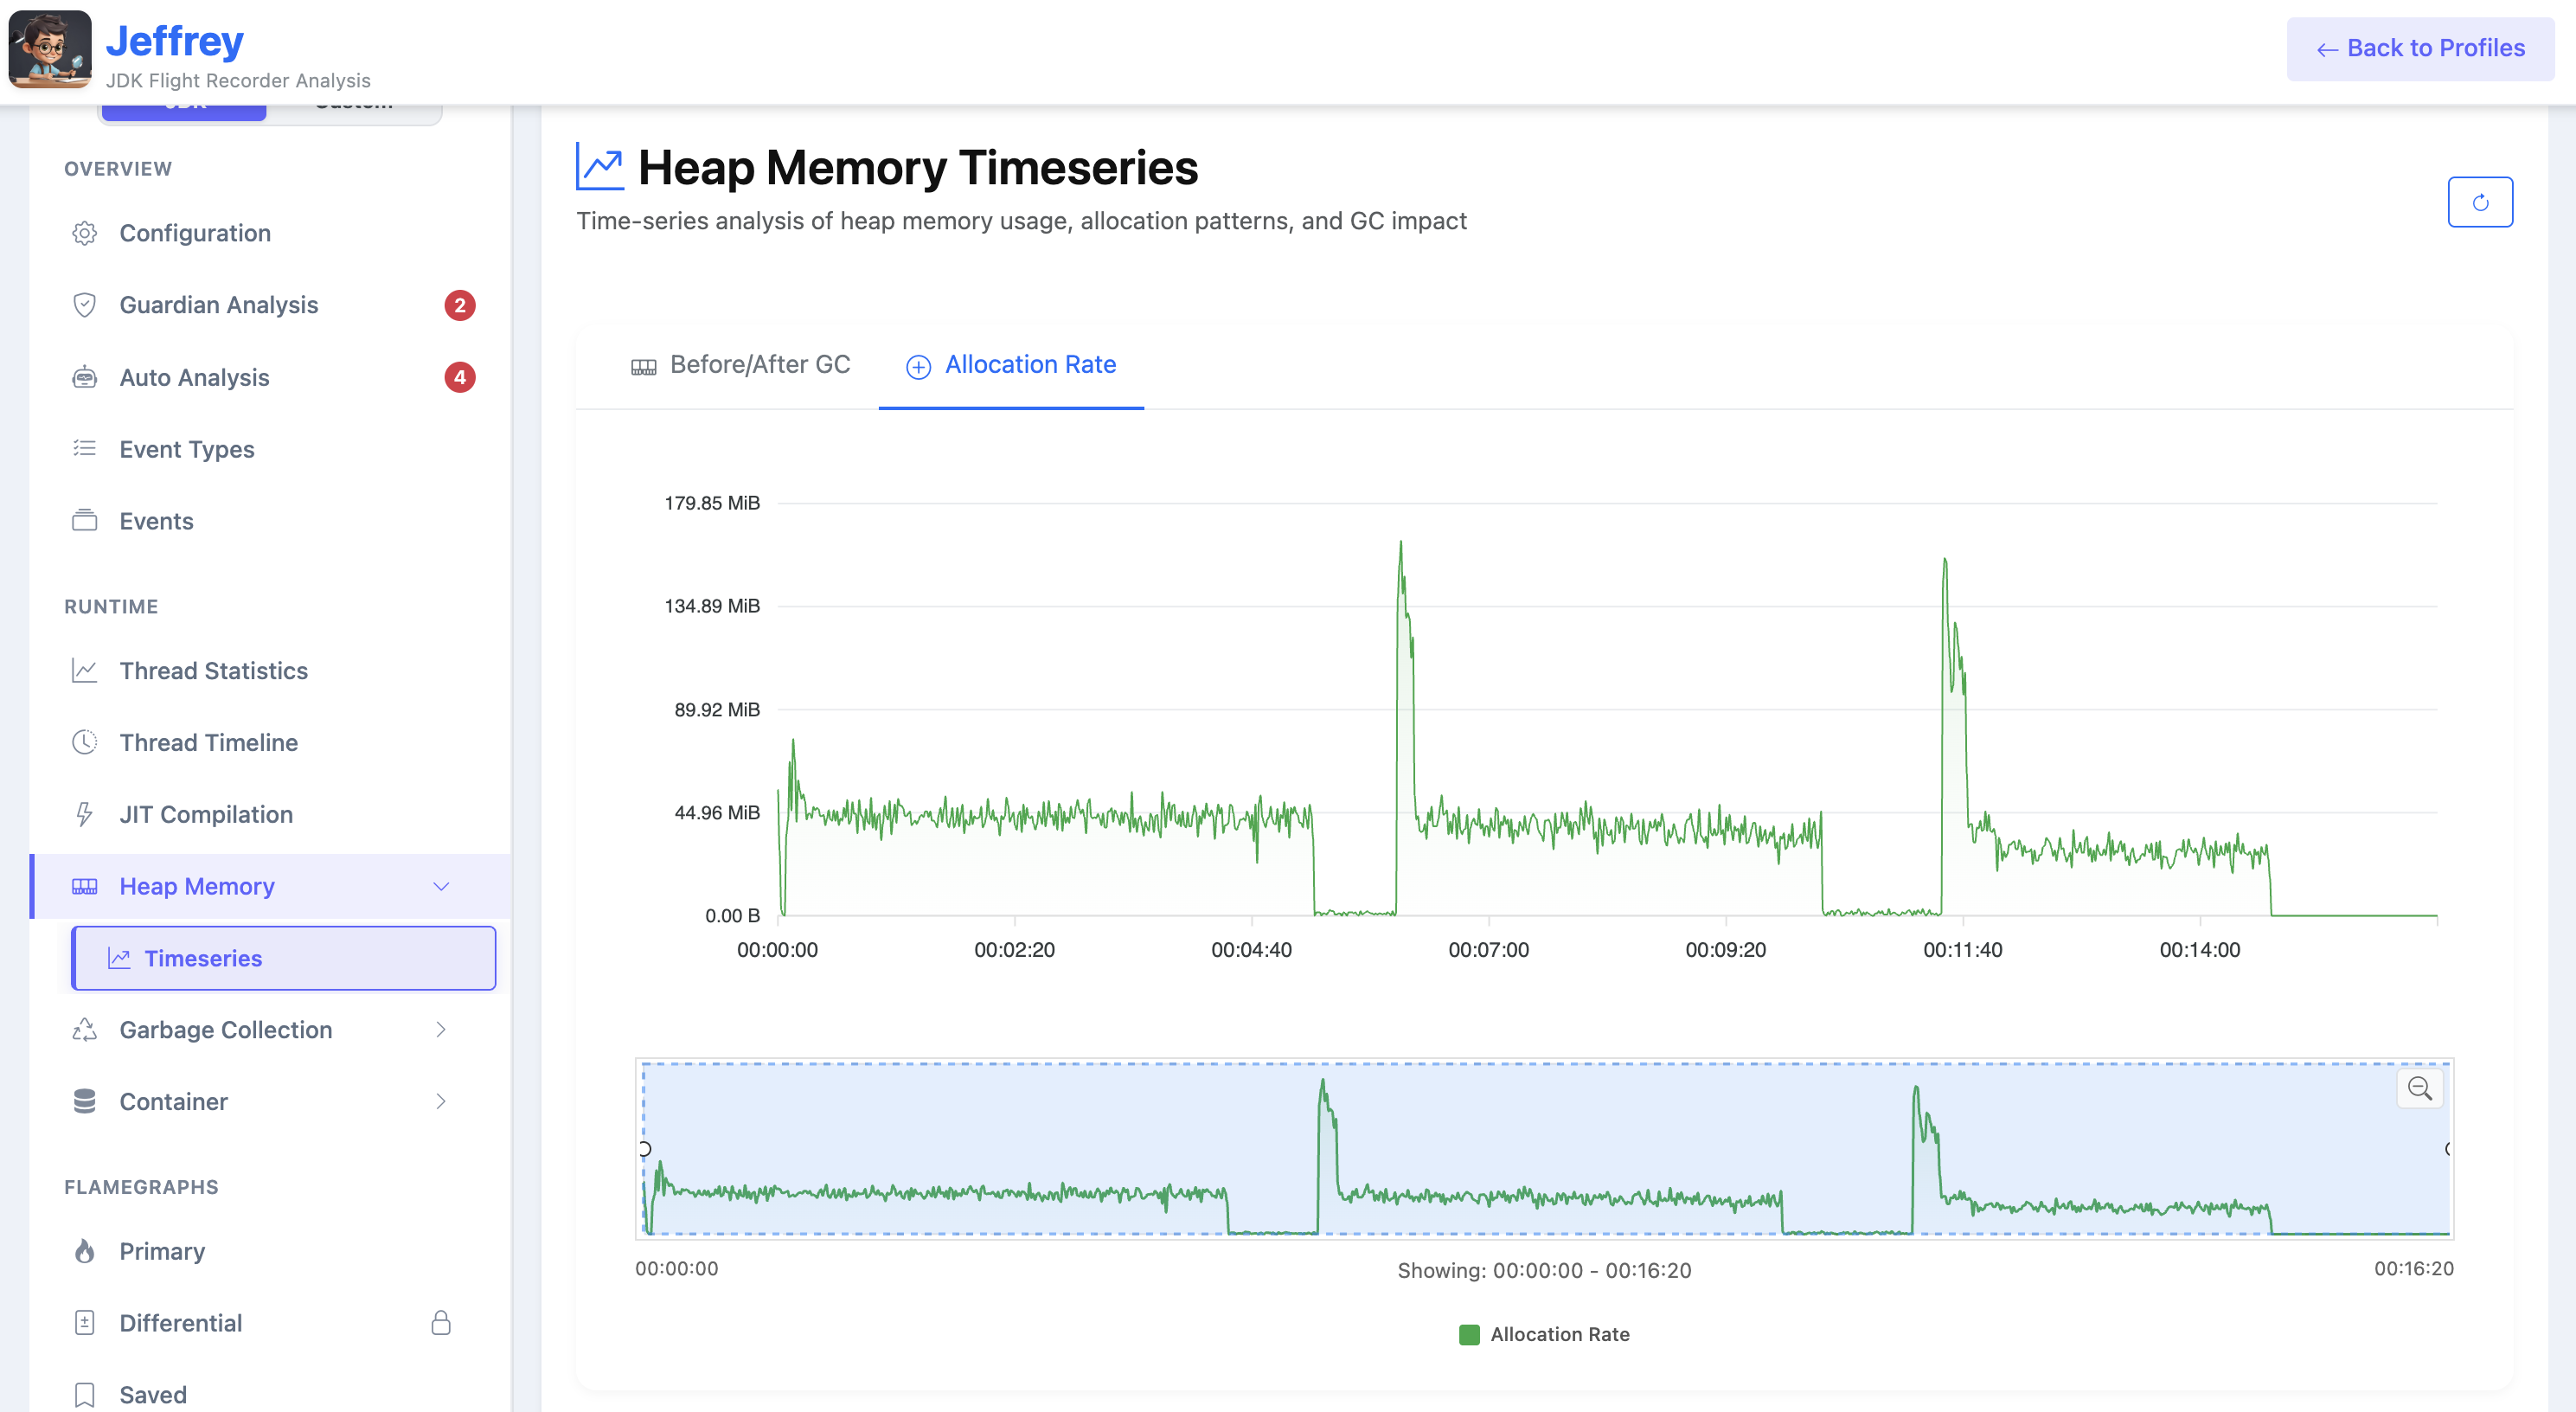 Jeffrey
JDK Flight Recorder Analysis
← Back to Profiles
JDK
Custom
OVERVIEW
Configuration
Guardian Analysis
2
Auto Analysis
4
Event Types
Events
RUNTIME
Thread Statistics
Thread Timeline
JIT Compilation
Heap Memory
Timeseries
Garbage Collection
Container
FLAMEGRAPHS
Primary
Differential
Saved
Heap Memory Timeseries
Time-series analysis of heap memory usage, allocation patterns, and GC impact
Before/After GC
Allocation Rate
179.85 MiB
134.89 MiB
89.92 MiB
44.96 MiB
0.00 B
00:00:00
00:02:20
00:04:40
00:07:00
00:09:20
00:11:40
00:14:00
00:00:00
Showing: 00:00:00 - 00:16:20
00:16:20
Allocation Rate